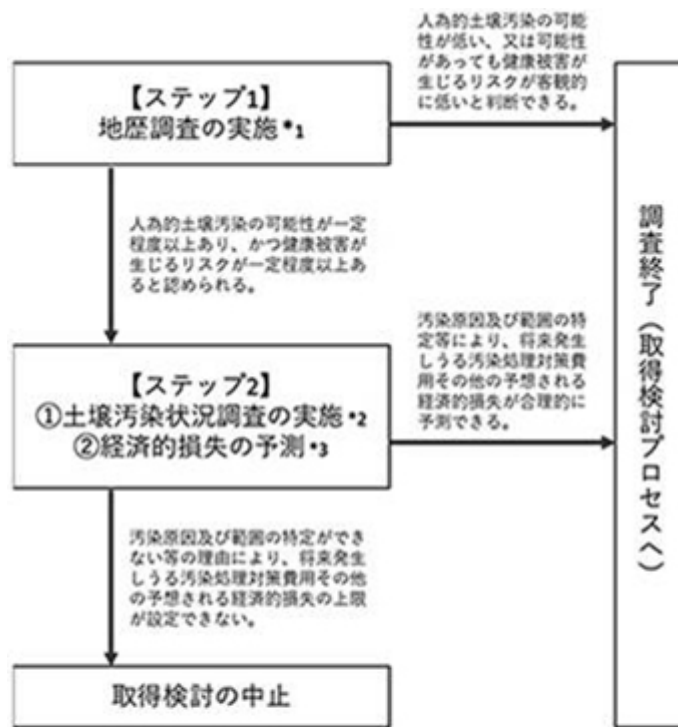 人為的土壌汚染の可能
性が低い、又は可能性
があっても健康被害が
生じるリスクが客観的
に低いと判断できる。
【ステップ1】
地歴調査の実施*1
人為的土壌汚染の可能性が一定
程度以上あり、かつ健康被害が
生じるリスクが一定程度以上あ
ると認められる。
汚染原因及び範囲の特
定等により、将来発生
しうる汚染処理対策費
用その他の予想される
経済的損失が合理的に
予測できる。
【ステップ2】
①土壌汚染状況調査の実施*2
②経済的損失の予測*3
汚染原因及び範囲の特定ができ
ない等の理由により、将来発生
しうる汚染処理対策費用その他
の予想される経済的損失の上限
が設定できない。
取得検討の中止
調査終了（取得検討プロセスへ）